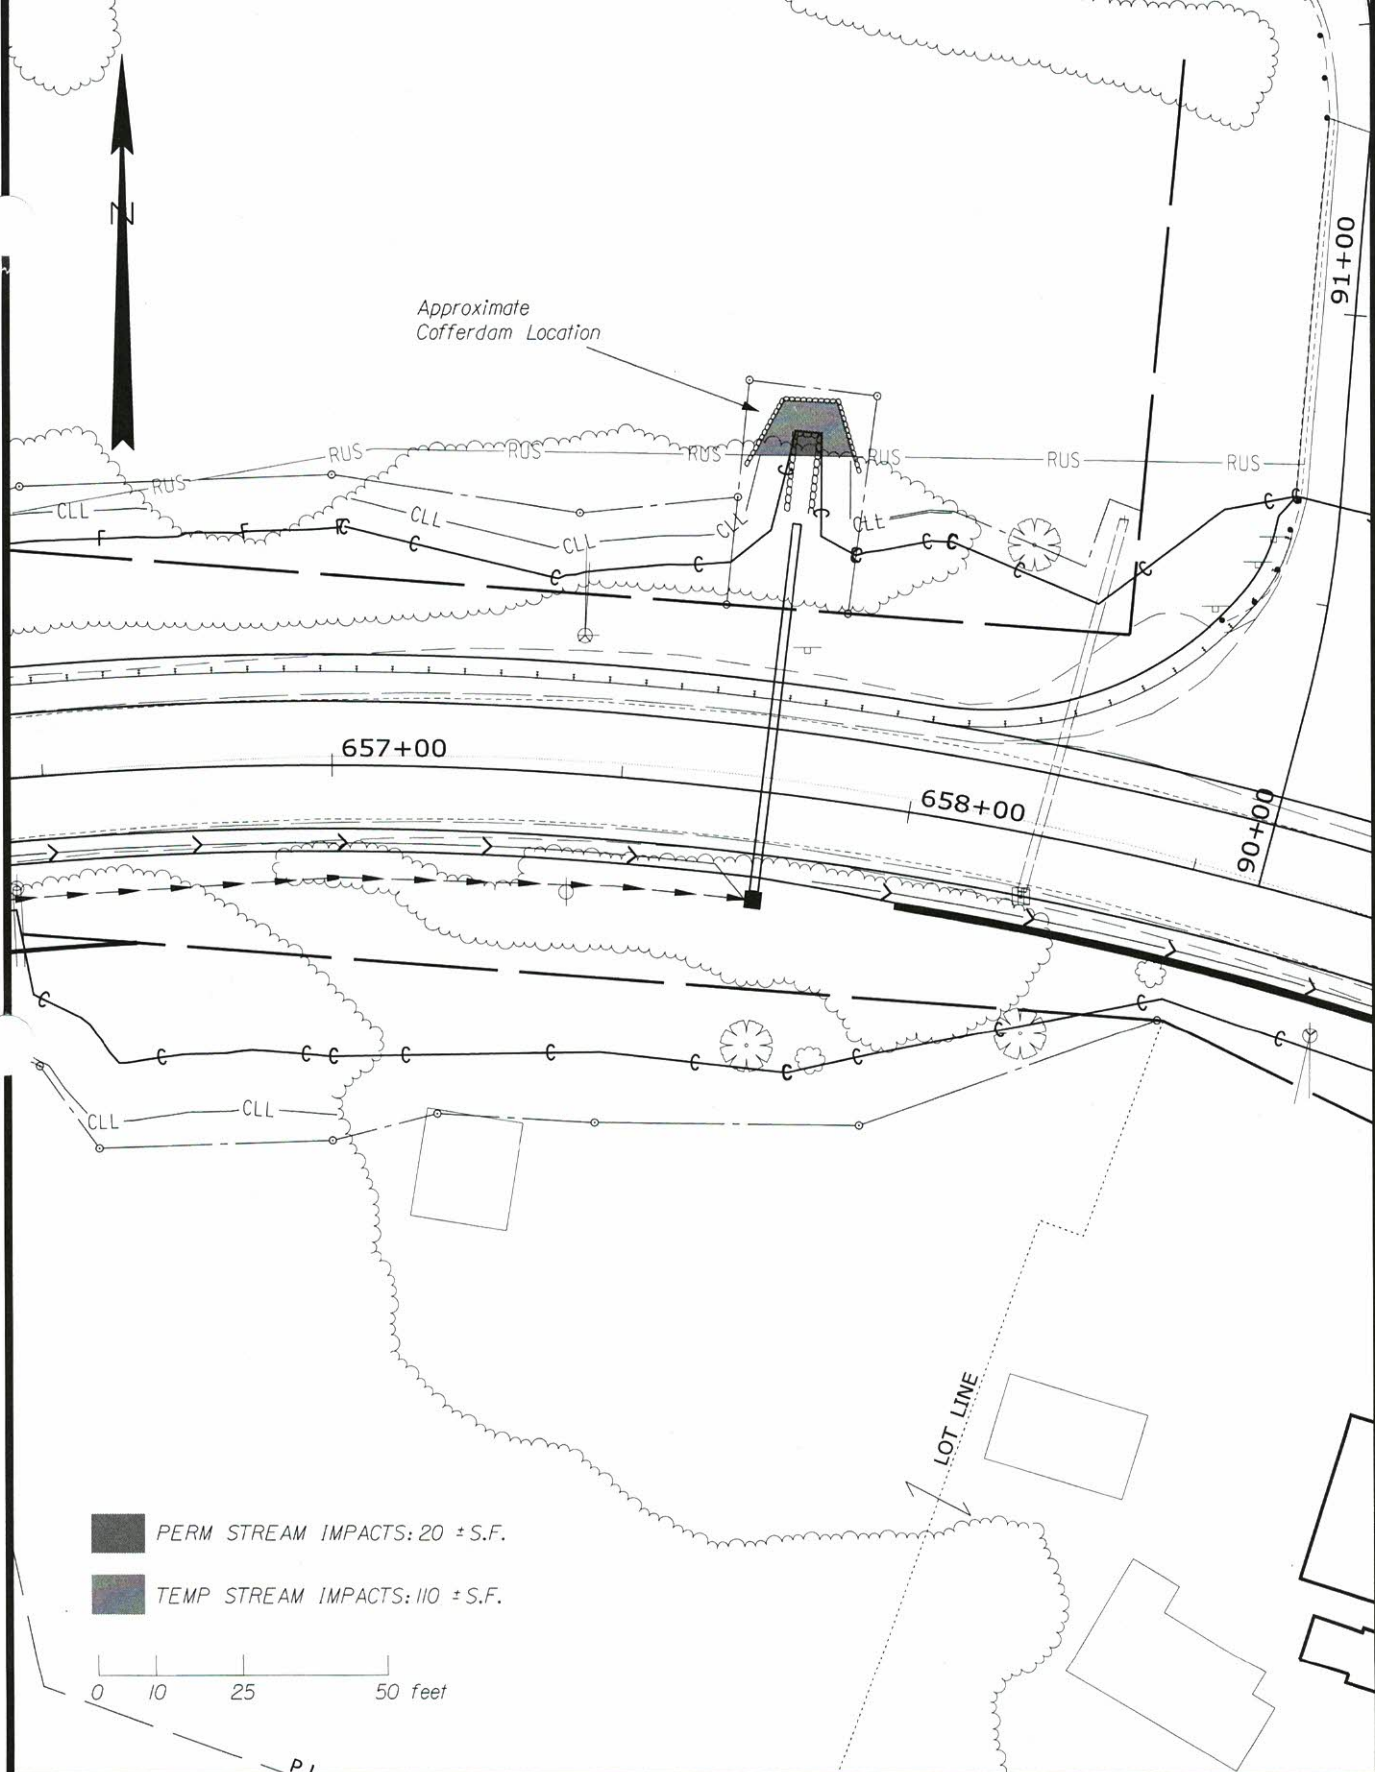 N
91+00
Approximate
Cofferdam Location
RUS
RUS
RUS
RUS
RUS
RUS
RUS
CLL
CLL
CLL
CLL
CLL
F
F
C
C
C
C
C
C
C
C
C
C
C
C
C
657+00
658+00
90+00
C
C
C
C
C
C
C
C
C
C
C
C
CLL
CLL
LOT LINE
PERM STREAM IMPACTS: 20 ± S.F.
TEMP STREAM IMPACTS: 110 ± S.F.
0 10 25 50 feet